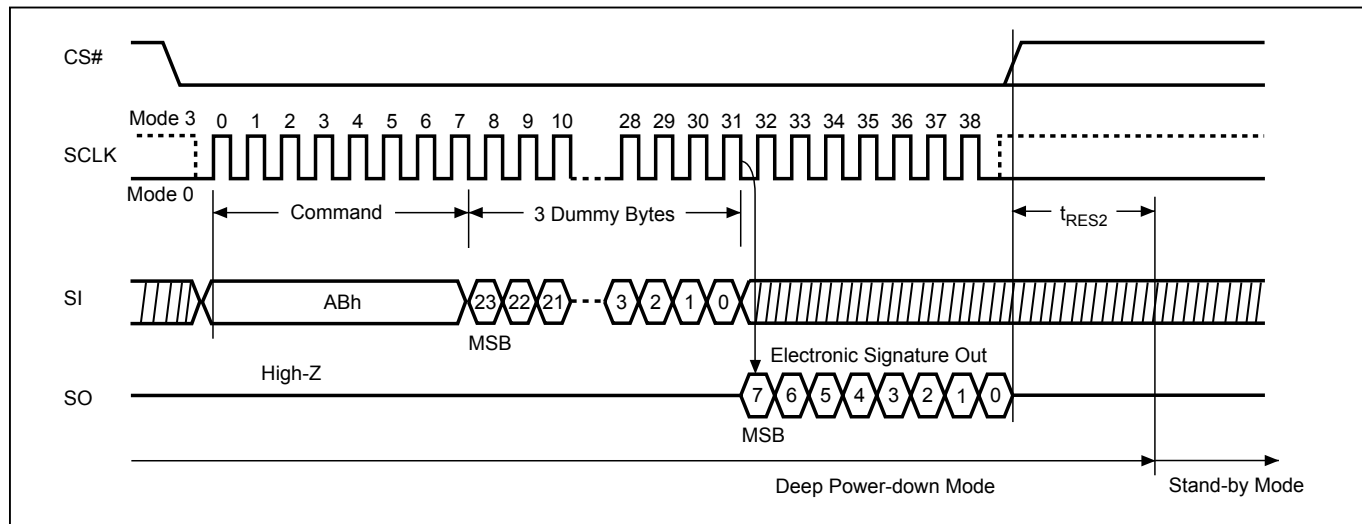 CS#
Mode 3 0 1 2 3 4 5 6 7 8 9 10 28 29 30 31 32 33 34 35 36 37 38
SCLK
Mode 0
Command 3 Dummy Bytes tRES2
SI ABh 23 22 21 3 2 1 0
MSB
Electronic Signature Out
High-Z
SO 7 6 5 4 3 2 1 0
MSB
Deep Power-down Mode Stand-by Mode